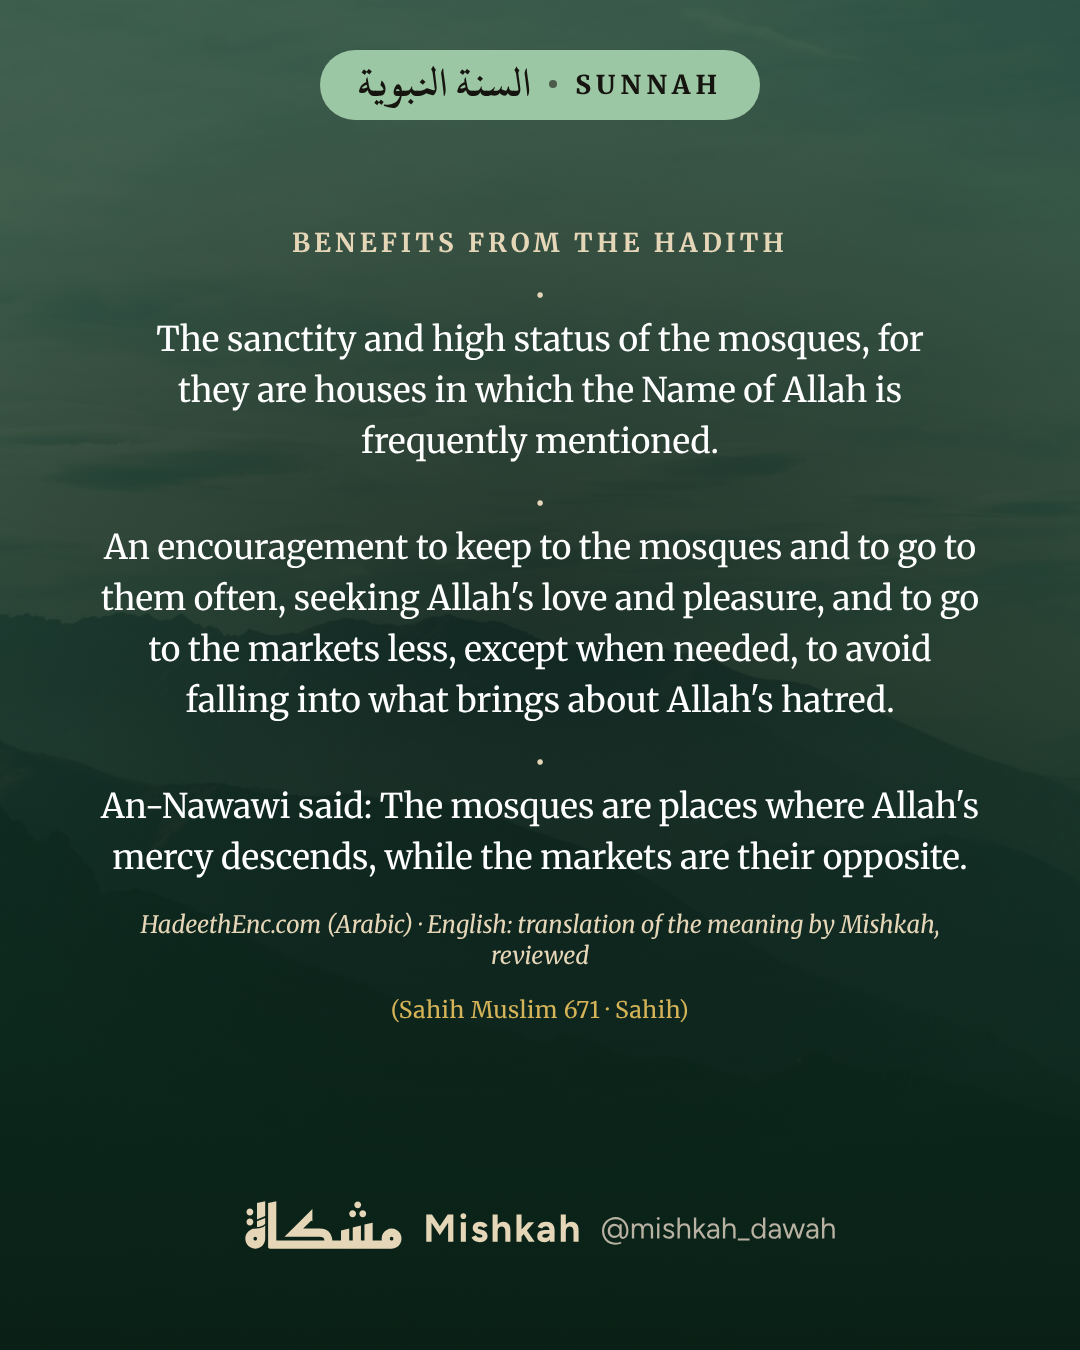 السنة النبوية • SUNNAH
BENEFITS FROM THE HADITH
•
The sanctity and high status of the mosques, for
they are houses in which the Name of Allah is
frequently mentioned.
•
An encouragement to keep to the mosques and to go to
them often, seeking Allah's love and pleasure, and to go
to the markets less, except when needed, to avoid
falling into what brings about Allah's hatred.
•
An-Nawawi said: The mosques are places where Allah's
mercy descends, while the markets are their opposite.
HadeethEnc.com (Arabic) · English: translation of the meaning by Mishkah,
reviewed
(Sahih Muslim 671 · Sahih)
مشكاة Mishkah @mishkah_dawah